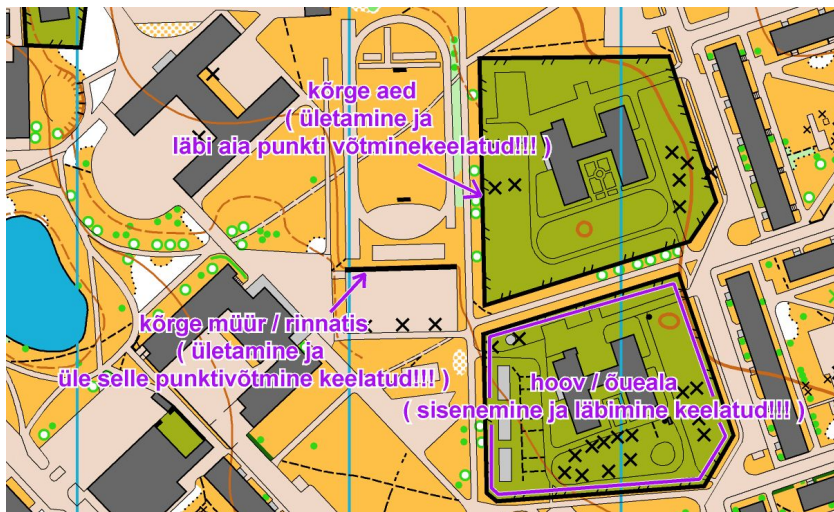 kõrge aed
( ületamine ja
läbi aia punkti võtminekeelatud!!! )
kõrge müür / rinnatis
( ületamine ja
üle selle punktivõtmine keelatud!!! )
hoov / õueala
( sisenemine ja läbimine keelatud!!! )